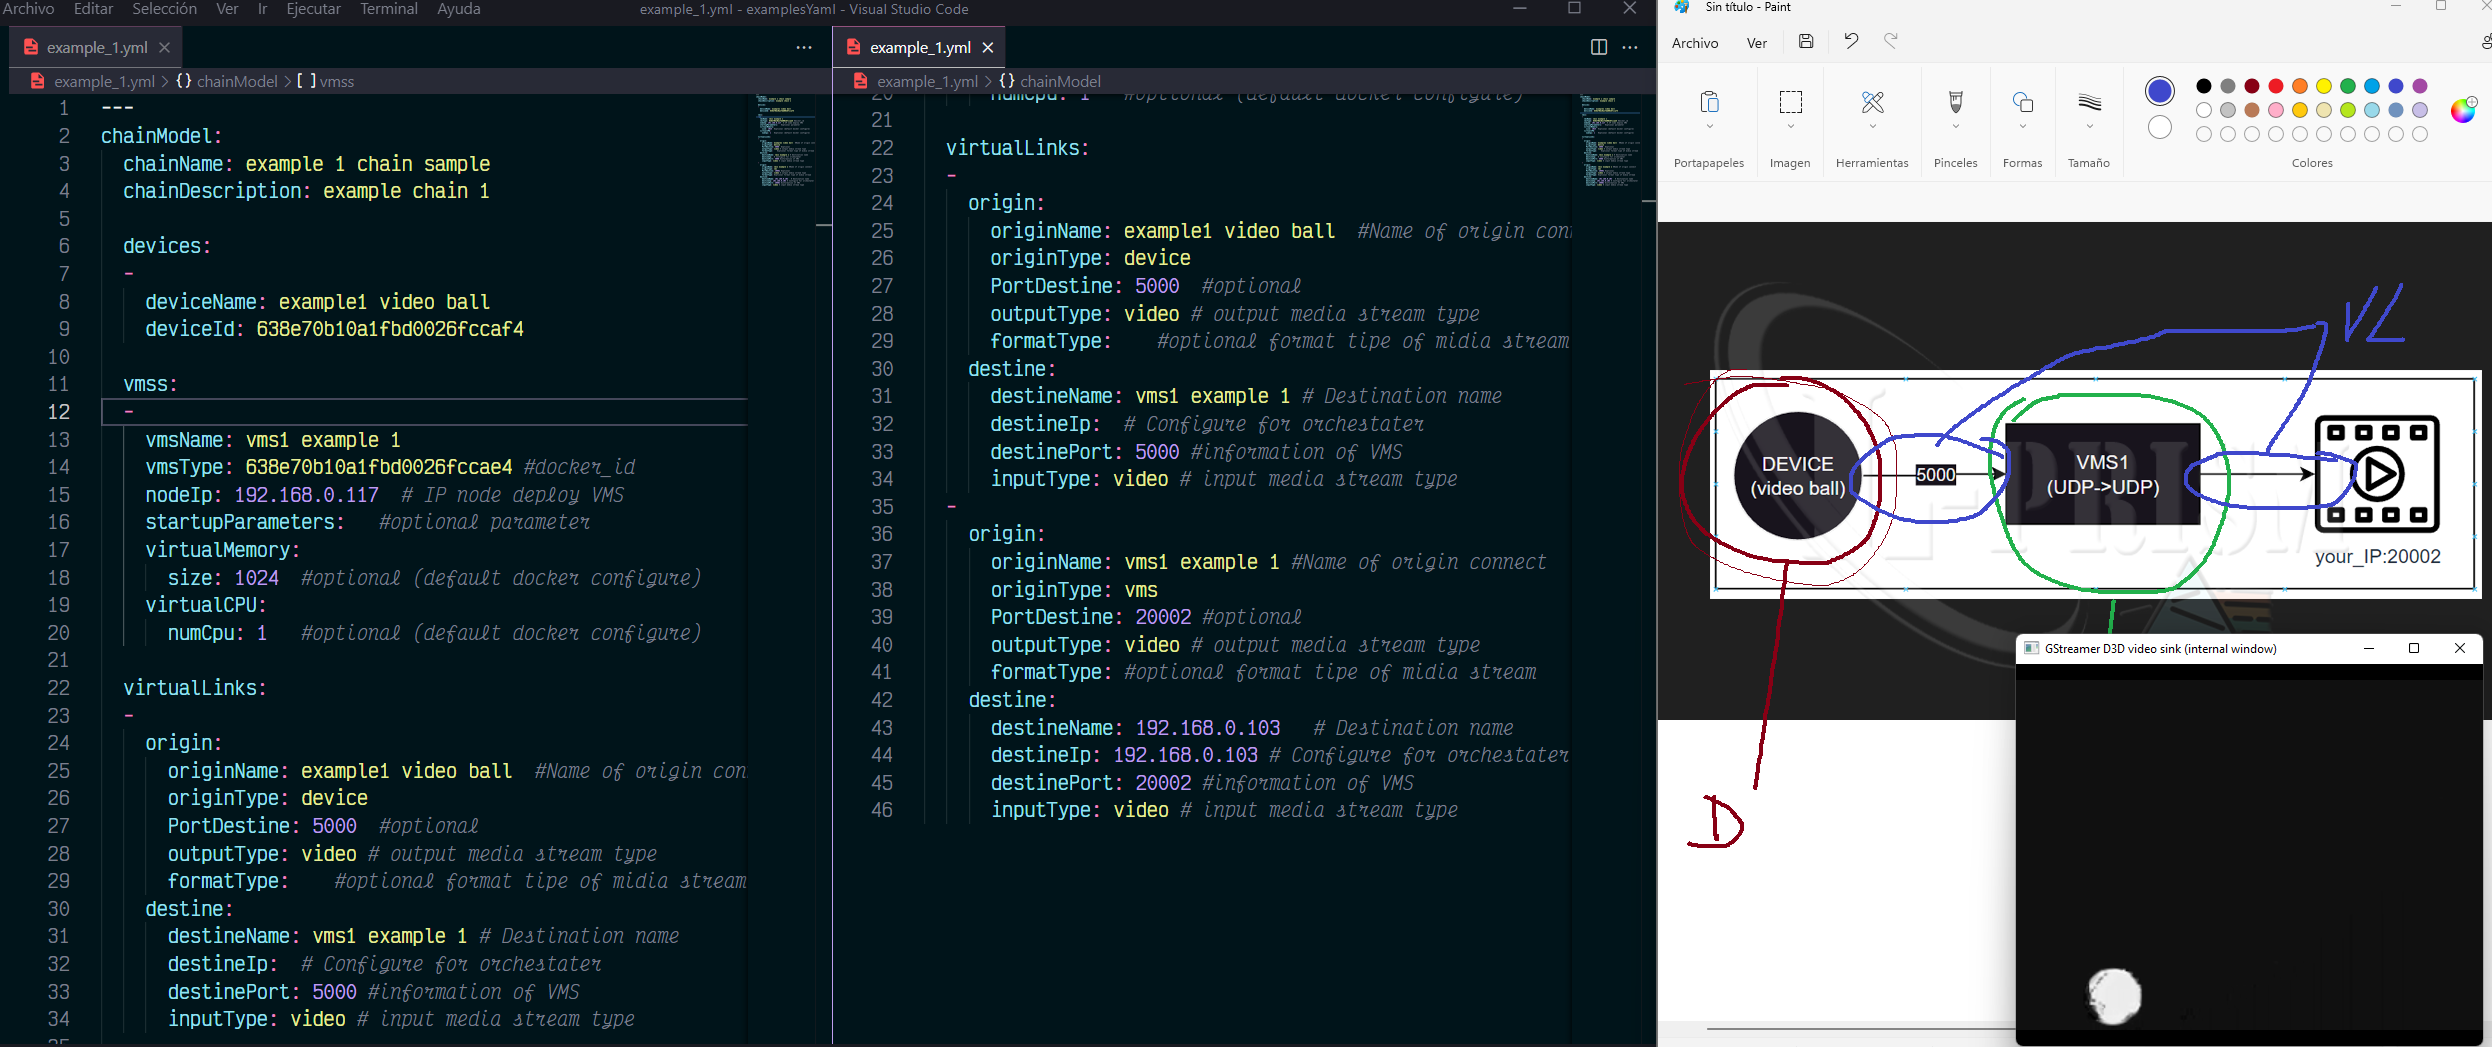 Archivo Editar Selección Ver Ir Ejecutar Terminal Ayuda
example_1.yml - examplesYaml - Visual Studio Code
example_1.yml
example_1.yml > {} chainModel > [ ] vmss
1 ---
2 chainModel:
3 chainName: example 1 chain sample
4 chainDescription: example chain 1
5
6 devices:
7 -
8 deviceName: example1 video ball
9 deviceId: 638e70b10a1fbd0026fccaf4
10
11 vmss:
12 -
13 vmsName: vms1 example 1
14 vmsType: 638e70b10a1fbd0026fccae4 #docker_id
15 nodeIp: 192.168.0.117 # IP node deploy VMS
16 startupParameters: #optional parameter
17 virtualMemory:
18 size: 1024 #optional (default docker configure)
19 virtualCPU:
20 numCpu: 1 #optional (default docker configure)
21
22 virtualLinks:
23 -
24 origin:
25 originName: example1 video ball #Name of origin con
26 originType: device
27 PortDestine: 5000 #optional
28 outputType: video # output media stream type
29 formatType: #optional format tipe of midia stream
30 destine:
31 destineName: vms1 example 1 # Destination name
32 destineIp: # Configure for orchestater
33 destinePort: 5000 #information of VMS
34 inputType: video # input media stream type
example_1.yml
example_1.yml > {} chainModel
20 numCpu: 1 #optional (default docker configure)
21
22 virtualLinks:
23 -
24 origin:
25 originName: example1 video ball #Name of origin con
26 originType: device
27 PortDestine: 5000 #optional
28 outputType: video # output media stream type
29 formatType: #optional format tipe of midia stream
30 destine:
31 destineName: vms1 example 1 # Destination name
32 destineIp: # Configure for orchestater
33 destinePort: 5000 #information of VMS
34 inputType: video # input media stream type
35 -
36 origin:
37 originName: vms1 example 1 #Name of origin connect
38 originType: vms
39 PortDestine: 20002 #optional
40 outputType: video # output media stream type
41 formatType: #optional format tipe of midia stream
42 destine:
43 destineName: 192.168.0.103 # Destination name
44 destineIp: 192.168.0.103 # Configure for orchestater
45 destinePort: 20002 #information of VMS
46 inputType: video # input media stream type
Sin título - Paint
Archivo Ver
Portapapeles Imagen Herramientas Pinceles Formas Tamaño Colores
VL
DEVICE
(video ball)
5000
VMS1
(UDP->UDP)
PRISM
your_IP:20002
D
GStreamer D3D video sink (internal window)